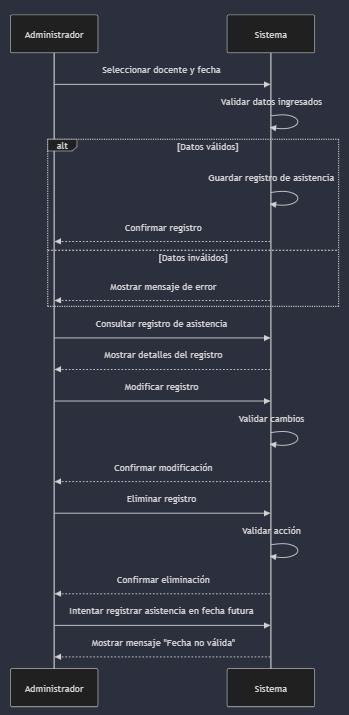 Administrador
Sistema
Seleccionar docente y fecha
Validar datos ingresados
alt
[Datos válidos]
Guardar registro de asistencia
Confirmar registro
[Datos inválidos]
Mostrar mensaje de error
Consultar registro de asistencia
Mostrar detalles del registro
Modificar registro
Validar cambios
Confirmar modificación
Eliminar registro
Validar acción
Confirmar eliminación
Intentar registrar asistencia en fecha futura
Mostrar mensaje "Fecha no válida"
Administrador
Sistema